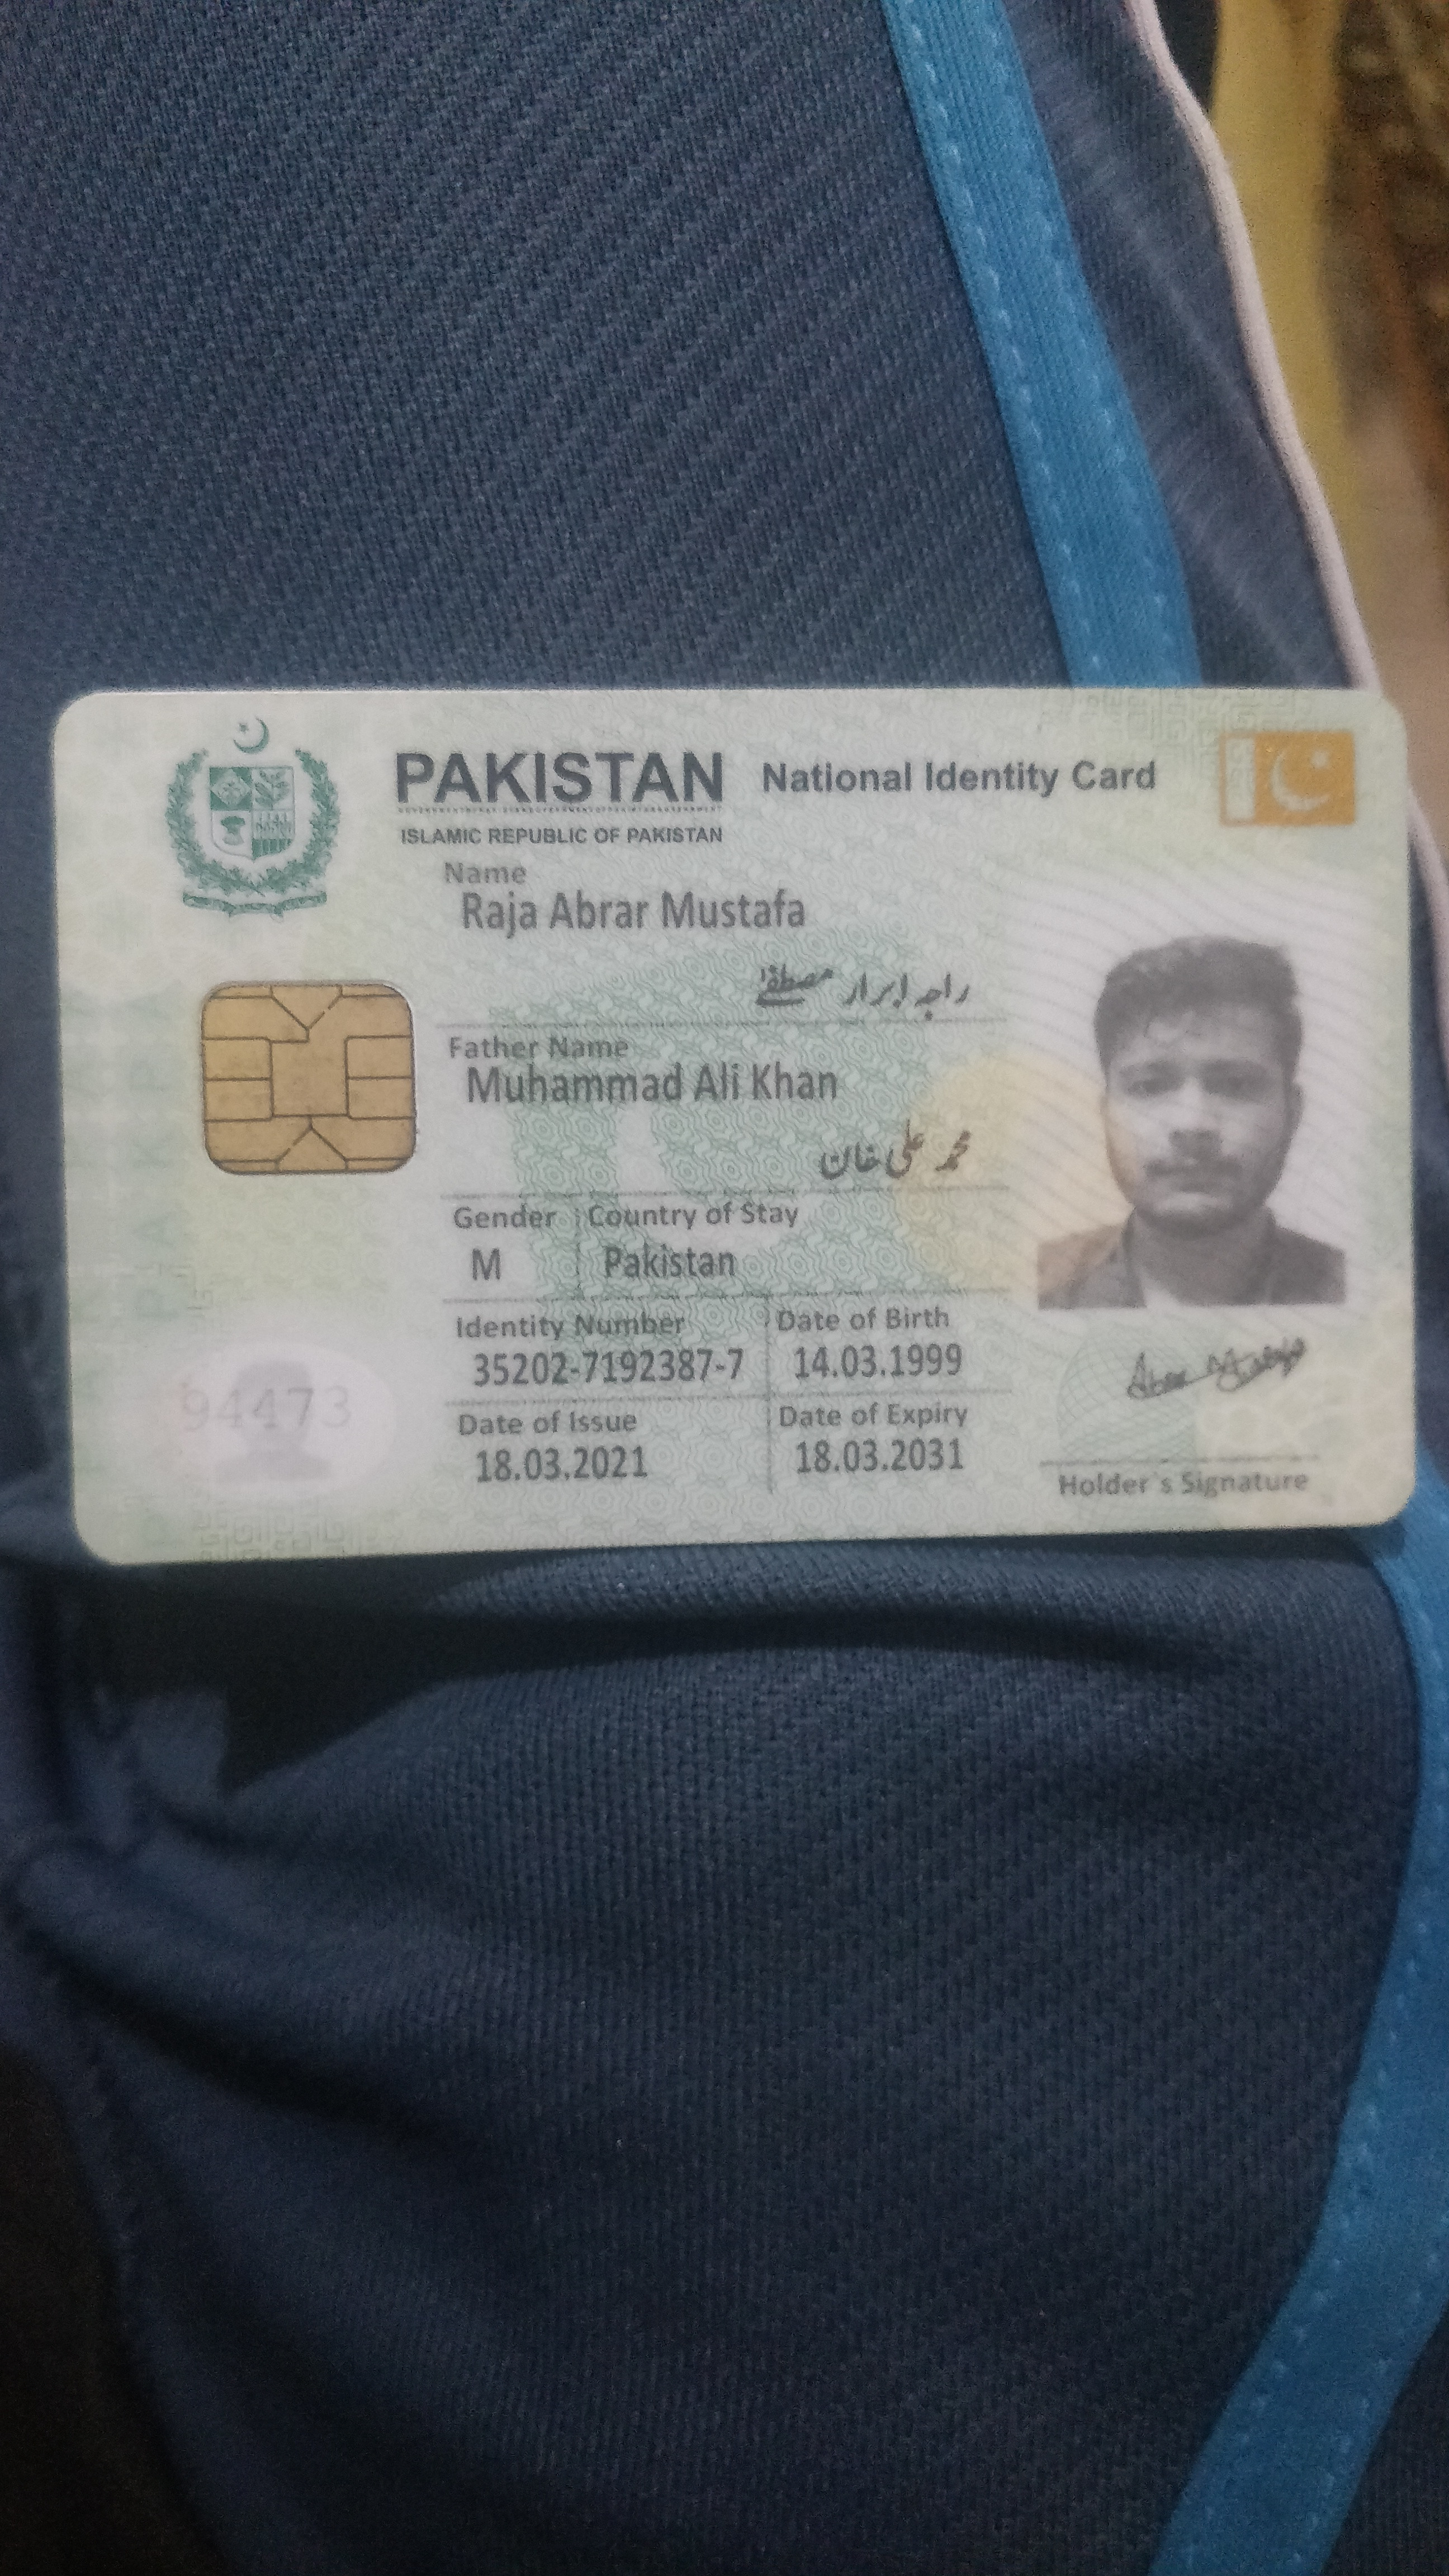 PAKISTAN National Identity Card
ISLAMIC REPUBLIC OF PAKISTAN
Name
Raja Abrar Mustafa
راجہ ابرار مصطفےٰ
Father Name
Muhammad Ali Khan
محمد علی خان
Gender Country of Stay
M Pakistan
Identity Number Date of Birth
35202-7192387-7 14.03.1999
Date of Issue Date of Expiry
18.03.2021 18.03.2031
94473
Holder's Signature